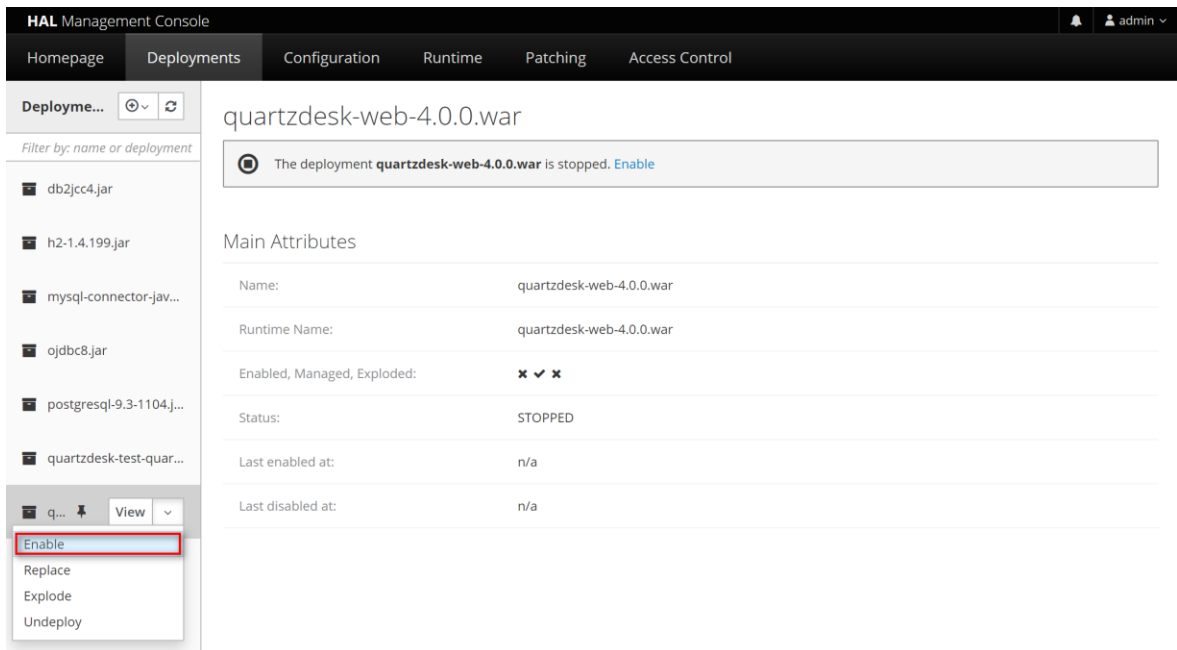 HAL Management Console
admin
Homepage Deployments Configuration Runtime Patching Access Control
Deployme...
Filter by: name or deployment
db2jcc4.jar
h2-1.4.199.jar
mysql-connector-jav...
ojdbc8.jar
postgresql-9.3-1104.j...
quartzdesk-test-quar...
q... View
Enable
Replace
Explode
Undeploy
quartzdesk-web-4.0.0.war
The deployment quartzdesk-web-4.0.0.war is stopped. Enable
Main Attributes
Name: quartzdesk-web-4.0.0.war
Runtime Name: quartzdesk-web-4.0.0.war
Enabled, Managed, Exploded:
Status: STOPPED
Last enabled at: n/a
Last disabled at: n/a